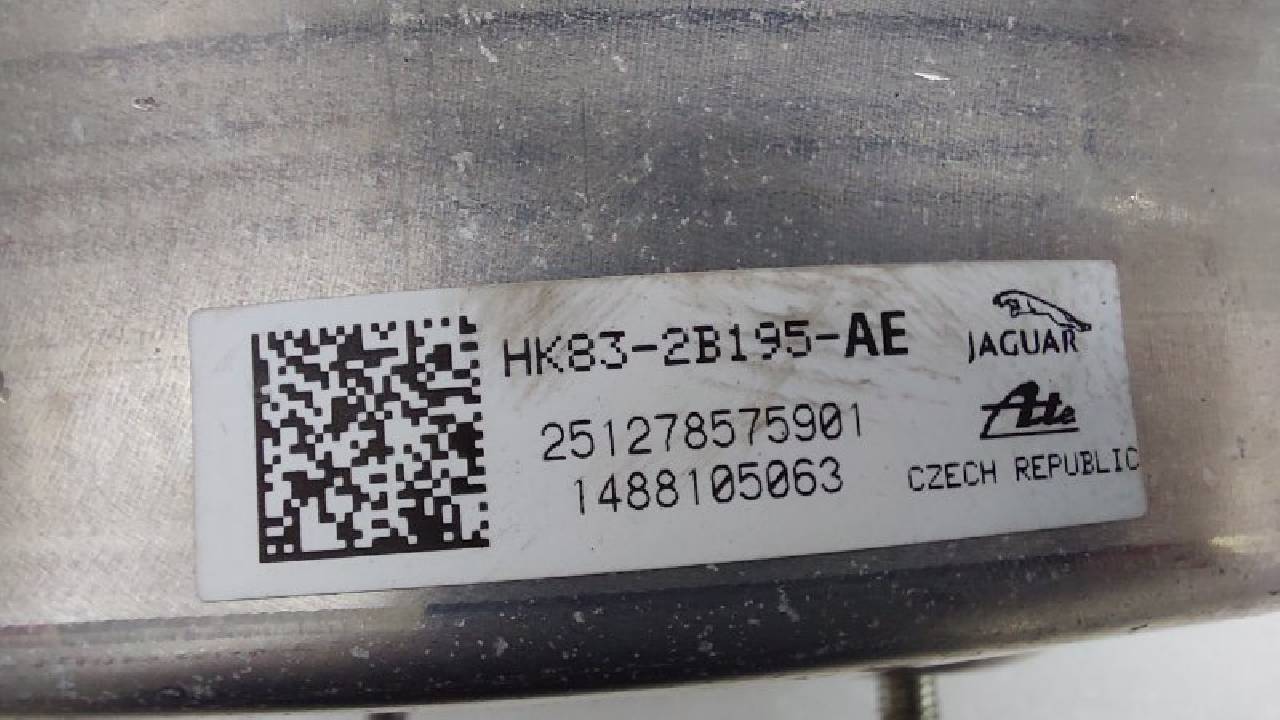 HK83-2B195-AE
JAGUAR
251278575901
Ate
1488105063
CZECH REPUBLIC